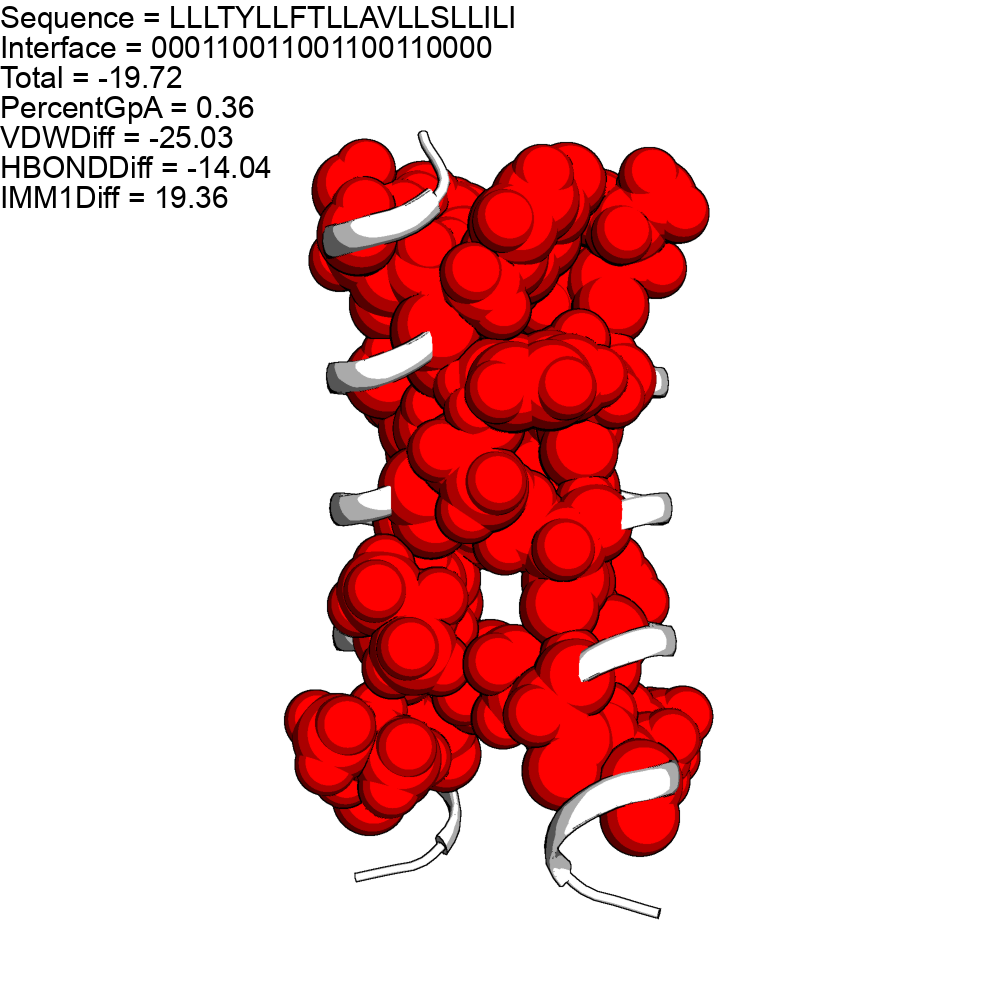 Sequence = LLLTYLLFTLLAVLLSLLILI
Interface = 000110011001100110000
Total = -19.72
PercentGpA = 0.36
VDWDiff = -25.03
HBONDDiff = -14.04
IMM1Diff = 19.36